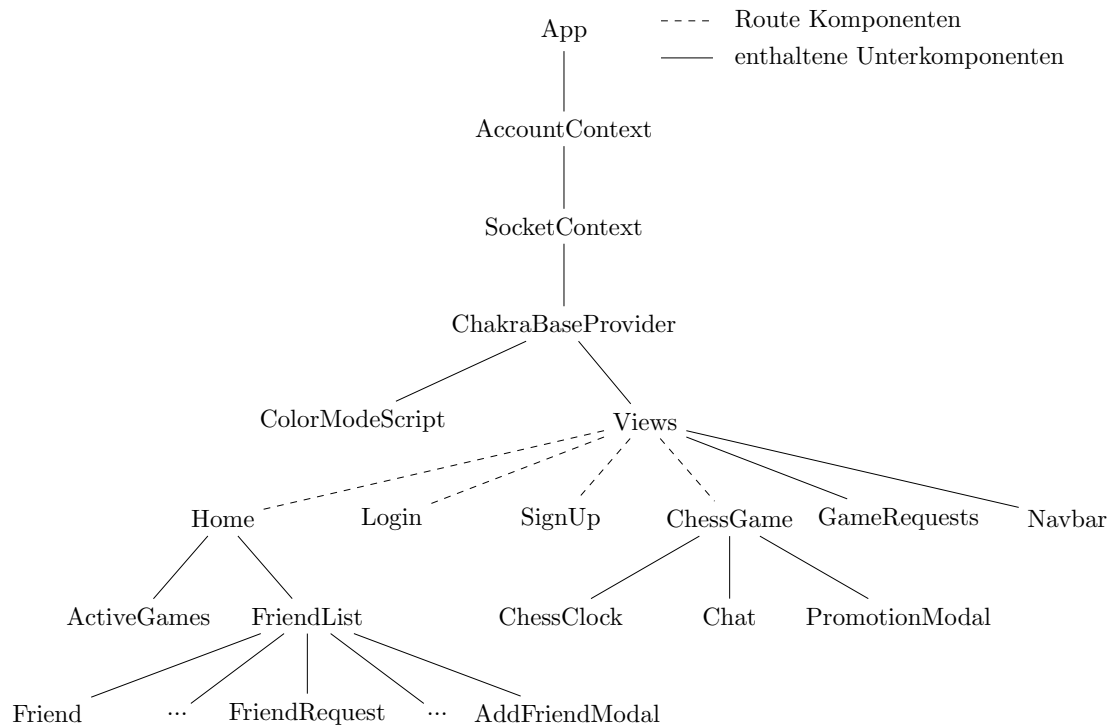 App
Route Komponenten
enthaltene Unterkomponenten
AccountContext
SocketContext
ChakraBaseProvider
ColorModeScript
Views
Home Login SignUp ChessGame GameRequests Navbar
ActiveGames FriendList ChessClock Chat PromotionModal
Friend ... FriendRequest ... AddFriendModal